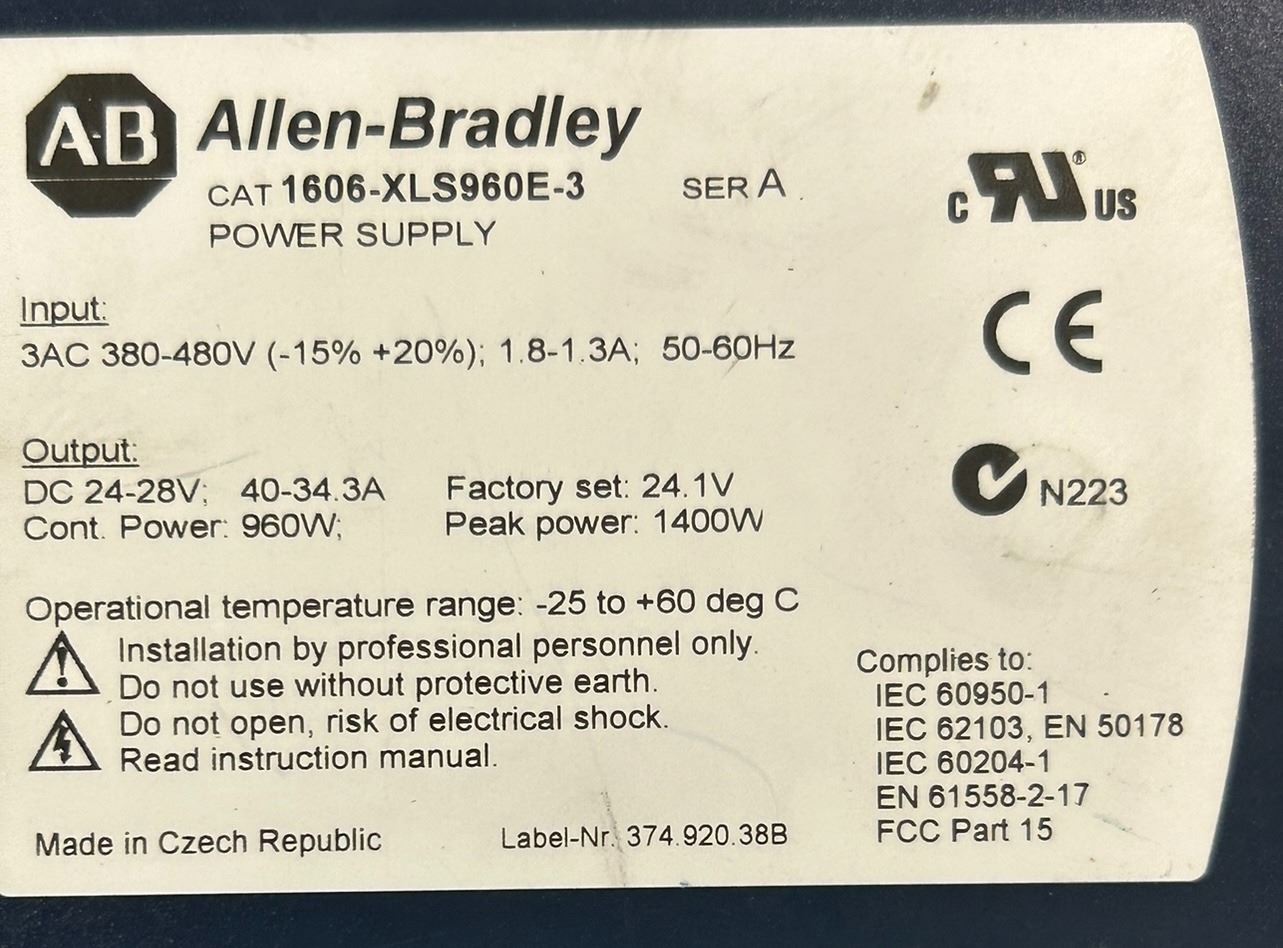 AB Allen-Bradley
CAT 1606-XLS960E-3 SER A
POWER SUPPLY
C RU® US
Input:
3AC 380-480V (-15% +20%); 1.8-1.3A; 50-60Hz
CE
Output:
DC 24-28V; 40-34.3A Factory set: 24.1V
Cont. Power: 960W; Peak power: 1400W
N223
Operational temperature range: -25 to +60 deg C
Installation by professional personnel only.
Do not use without protective earth.
Do not open, risk of electrical shock.
Read instruction manual.
Complies to:
IEC 60950-1
IEC 62103, EN 50178
IEC 60204-1
EN 61558-2-17
FCC Part 15
Made in Czech Republic Label-Nr. 374.920.38B